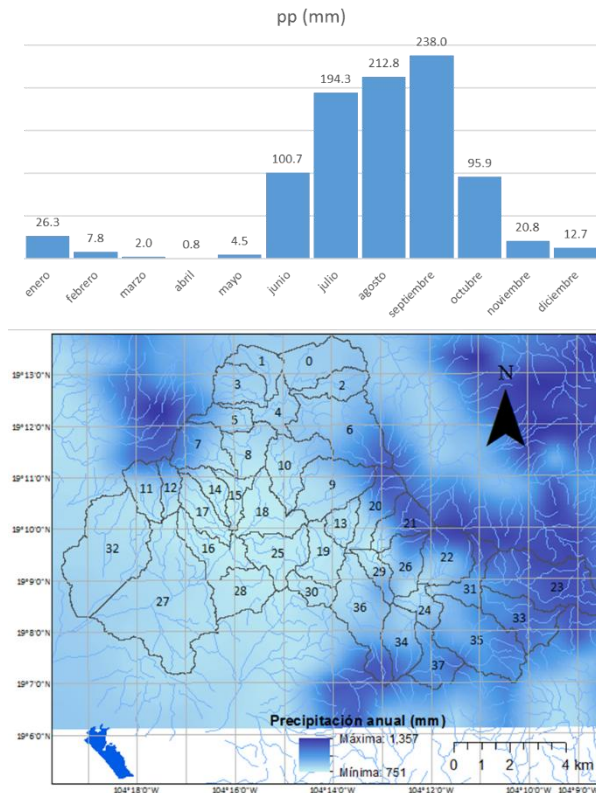 pp (mm)
26.3
7.8
2.0
0.8
4.5
100.7
194.3
212.8
238.0
95.9
20.8
12.7
enero
febrero
marzo
abril
mayo
junio
julio
agosto
septiembre
octubre
noviembre
diciembre
N
19°13'0"N
19°12'0"N
19°11'0"N
19°10'0"N
19°9'0"N
19°8'0"N
19°7'0"N
19°6'0"N
1
0
3
2
4
5
6
7
8
10
9
11
12
14
15
17
18
20
13
21
32
16
25
19
22
29
26
23
27
28
30
31
36
24
33
34
35
37
Precipitación anual (mm)
Máxima: 1,357
Mínima: 751
0 1 2 4 km
104°18'0"W 104°16'0"W 104°14'0"W 104°12'0"W 104°10'0"W 104°9'0"W